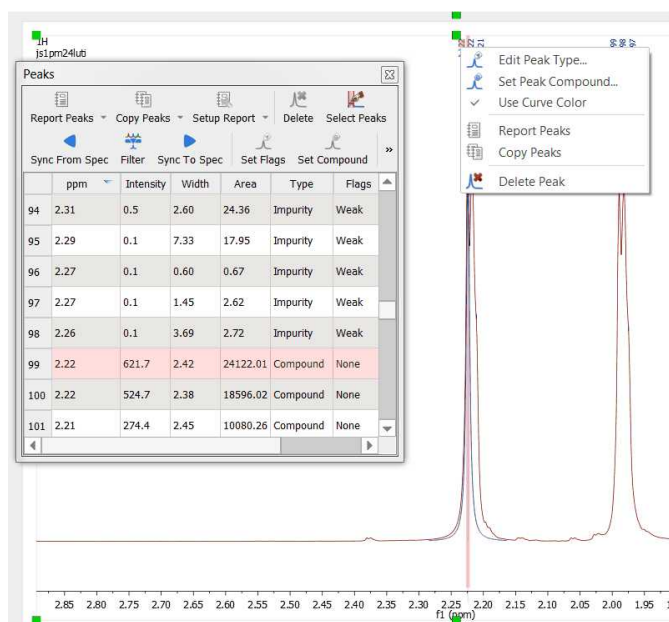 1H
js1pm24luti
22
22
21
99
98
97
Peaks
Report Peaks Copy Peaks Setup Report Delete Select Peaks
Sync From Spec Filter Sync To Spec Set Flags Set Compound »
ppm Intensity Width Area Type Flags
94 2.31 0.5 2.60 24.36 Impurity Weak
95 2.29 0.1 7.33 17.95 Impurity Weak
96 2.27 0.1 0.60 0.67 Impurity Weak
97 2.27 0.1 1.45 2.62 Impurity Weak
98 2.26 0.1 3.69 2.72 Impurity Weak
99 2.22 621.7 2.42 24122.01 Compound None
100 2.22 524.7 2.38 18596.02 Compound None
101 2.21 274.4 2.45 10080.26 Compound None
Edit Peak Type...
Set Peak Compound...
Use Curve Color
Report Peaks
Copy Peaks
Delete Peak
2.85 2.80 2.75 2.70 2.65 2.60 2.55 2.50 2.45 2.40 2.35 2.30 2.25 2.20 2.15 2.10 2.05 2.00 1.95
f1 (ppm)